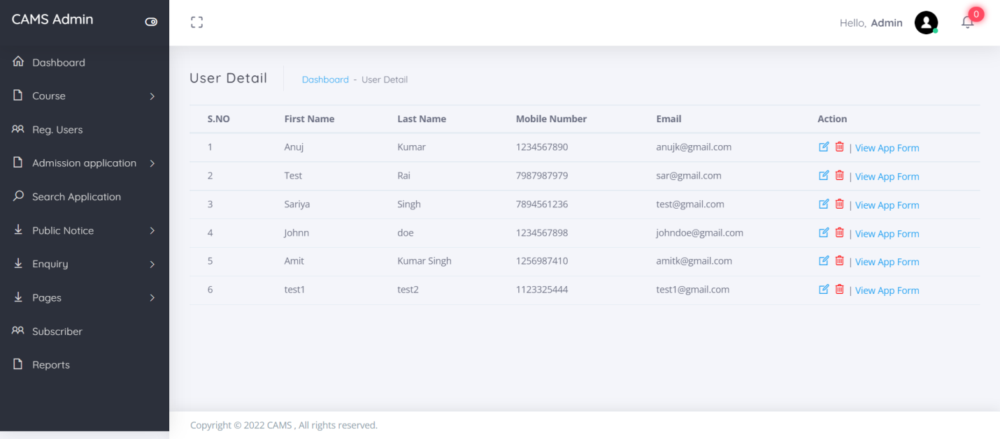 CAMS Admin
Hello, Admin
0
Dashboard
Course
Reg. Users
Admission application
Search Application
Public Notice
Enquiry
Pages
Subscriber
Reports
User Detail
Dashboard - User Detail
S.NO First Name Last Name Mobile Number Email Action
1 Anuj Kumar 1234567890 anujk@gmail.com | View App Form
2 Test Rai 7987987979 sar@gmail.com | View App Form
3 Sariya Singh 7894561236 test@gmail.com | View App Form
4 Johnn doe 1234567898 johndoe@gmail.com | View App Form
5 Amit Kumar Singh 1256987410 amitk@gmail.com | View App Form
6 test1 test2 1123325444 test1@gmail.com | View App Form
Copyright © 2022 CAMS , All rights reserved.